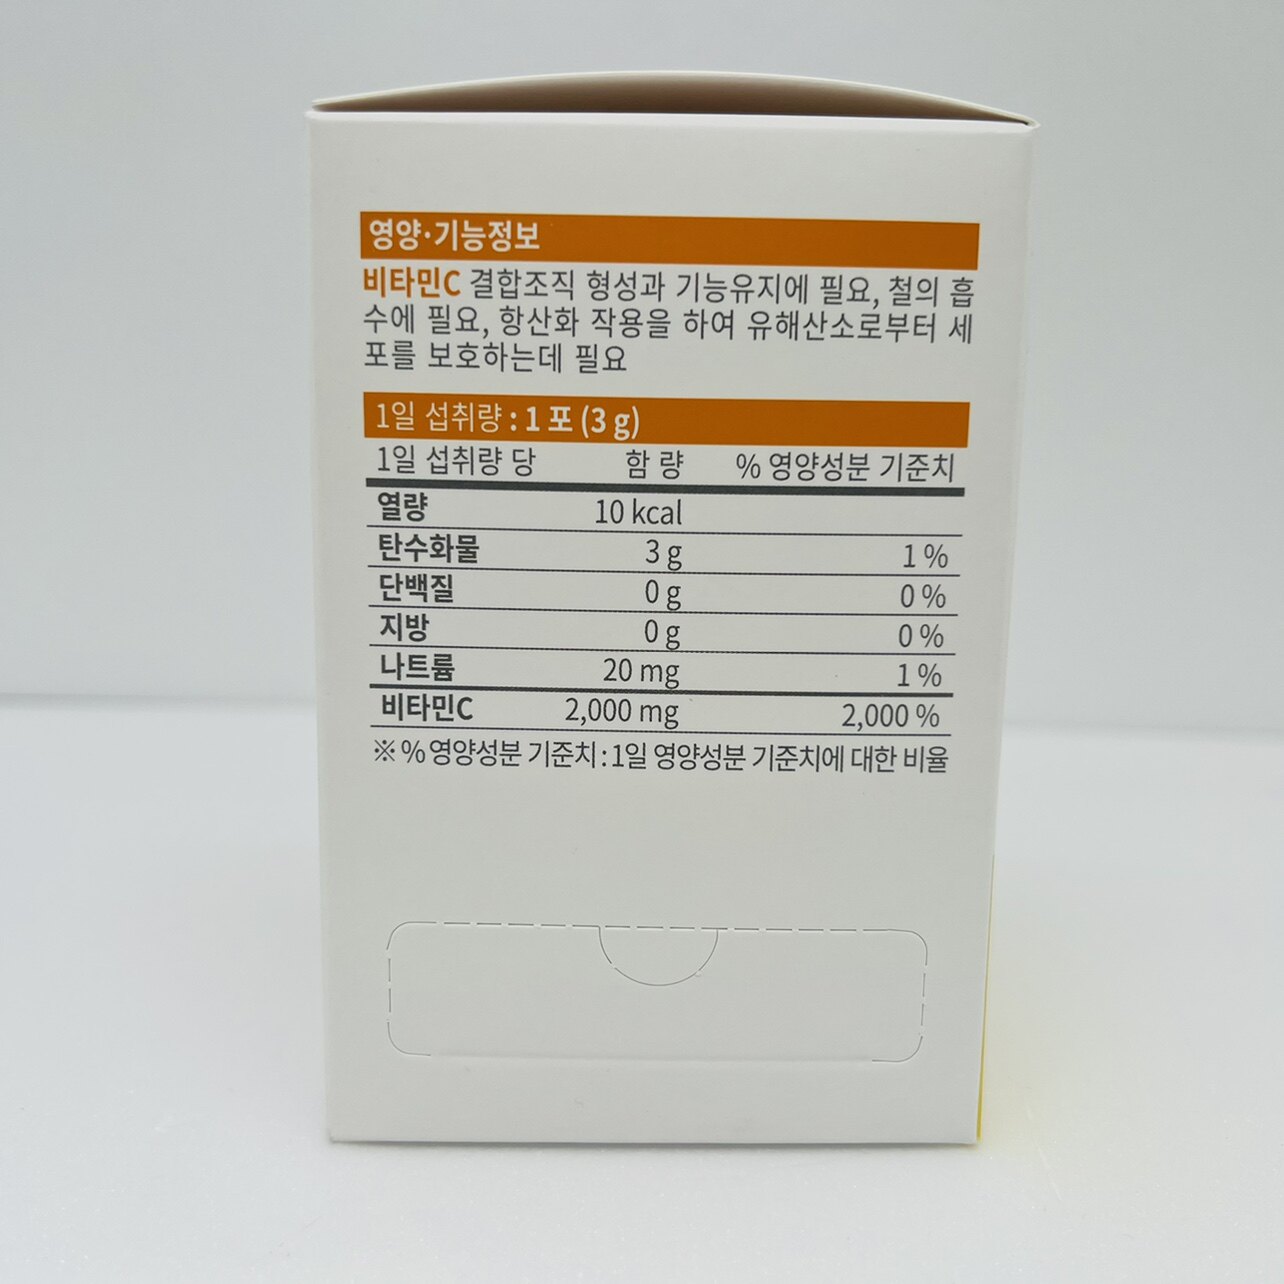 영양·기능정보
비타민C 결합조직 형성과 기능유지에 필요, 철의 흡
수에 필요, 항산화 작용을 하여 유해산소로부터 세
포를 보호하는데 필요
1일 섭취량 : 1 포 (3 g)
1일 섭취량 당 함 량 % 영양성분 기준치
열량 10 kcal
탄수화물 3 g 1 %
단백질 0 g 0 %
지방 0 g 0 %
나트륨 20 mg 1 %
비타민C 2,000 mg 2,000 %
※ % 영양성분 기준치 : 1일 영양성분 기준치에 대한 비율